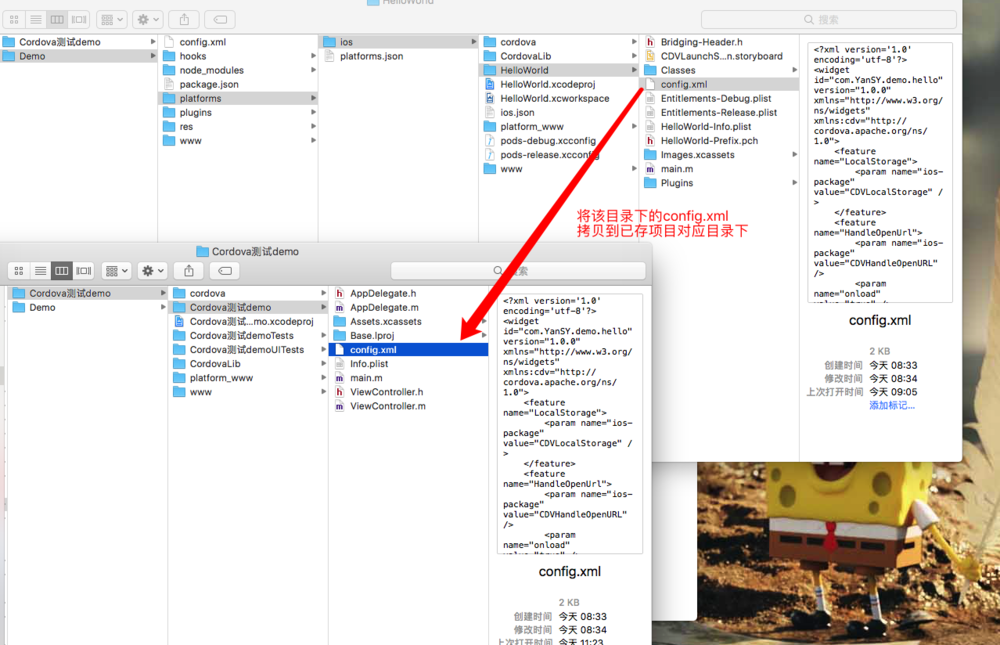 HelloWorld
搜索
Cordova测试demo
Demo
config.xml
hooks
node_modules
package.json
platforms
plugins
res
www
ios
platforms.json
cordova
CordovaLib
HelloWorld
HelloWorld.xcodeproj
HelloWorld.xcworkspace
ios.json
platform_www
pods-debug.xcconfig
pods-release.xcconfig
www
Bridging-Header.h
CDVLaunchS...n.storyboard
Classes
config.xml
Entitlements-Debug.plist
Entitlements-Release.plist
HelloWorld-Info.plist
HelloWorld-Prefix.pch
Images.xcassets
main.m
Plugins
<?xml version='1.0'
encoding='utf-8'?>
<widget
id="com.YanSY.demo.hello"
version="1.0.0"
xmlns="http://www.w3.org/
ns/widgets"
xmlns:cdv="http://
cordova.apache.org/ns/
1.0">
<feature
name="LocalStorage">
<param name="ios-
package"
value="CDVLocalStorage" /
>
</feature>
<feature
name="HandleOpenUrl">
<param name="ios-
package"
value="CDVHandleOpenURL"
/>
<param
name="onload"
config.xml
2 KB
创建时间 今天 08:33
修改时间 今天 08:34
上次打开时间 今天 09:05
添加标记...
将该目录下的config.xml
拷贝到已存项目对应目录下
Cordova测试demo
索
Cordova测试demo
Demo
cordova
Cordova测试demo
Cordova测试...mo.xcodeproj
Cordova测试demoTests
Cordova测试demoUITests
CordovaLib
platform_www
www
AppDelegate.h
AppDelegate.m
Assets.xcassets
Base.lproj
config.xml
Info.plist
main.m
ViewController.h
ViewController.m
<?xml version='1.0'
encoding='utf-8'?>
<widget
id="com.YanSY.demo.hello"
version="1.0.0"
xmlns="http://www.w3.org/
ns/widgets"
xmlns:cdv="http://
cordova.apache.org/ns/
1.0">
<feature
name="LocalStorage">
<param name="ios-
package"
value="CDVLocalStorage" /
>
</feature>
<feature
name="HandleOpenUrl">
<param name="ios-
package"
value="CDVHandleOpenURL"
/>
<param
name="onload"
config.xml
2 KB
创建时间 今天 08:33
修改时间 今天 08:34
上次打开时间 今天 11:23